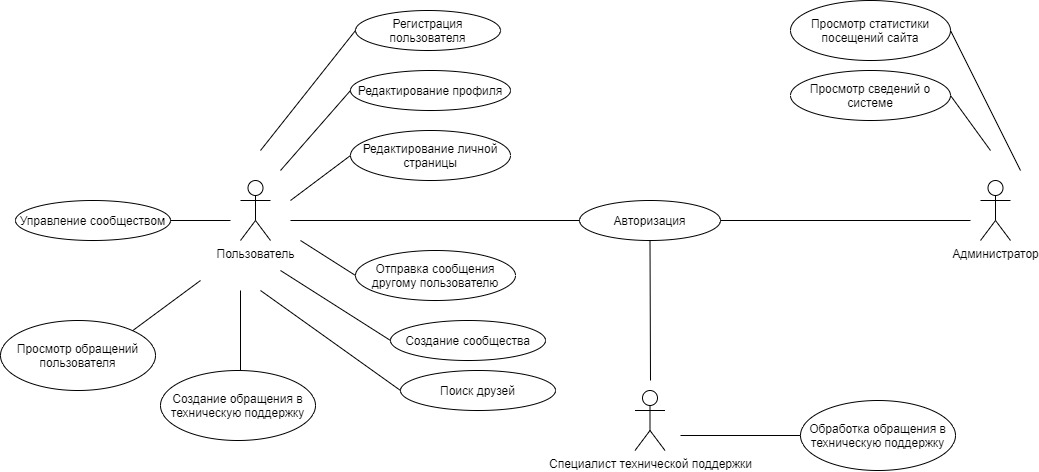 Регистрация
пользователя
Просмотр статистики
посещений сайта
Редактирование профиля
Просмотр сведений о
системе
Редактирование личной
страницы
Управление сообществом
Авторизация
Пользователь
Администратор
Отправка сообщения
другому пользователю
Просмотр обращений
пользователя
Создание сообщества
Создание обращения в
техническую поддержку
Поиск друзей
Обработка обращения в
техническую поддержку
Специалист технической поддержки